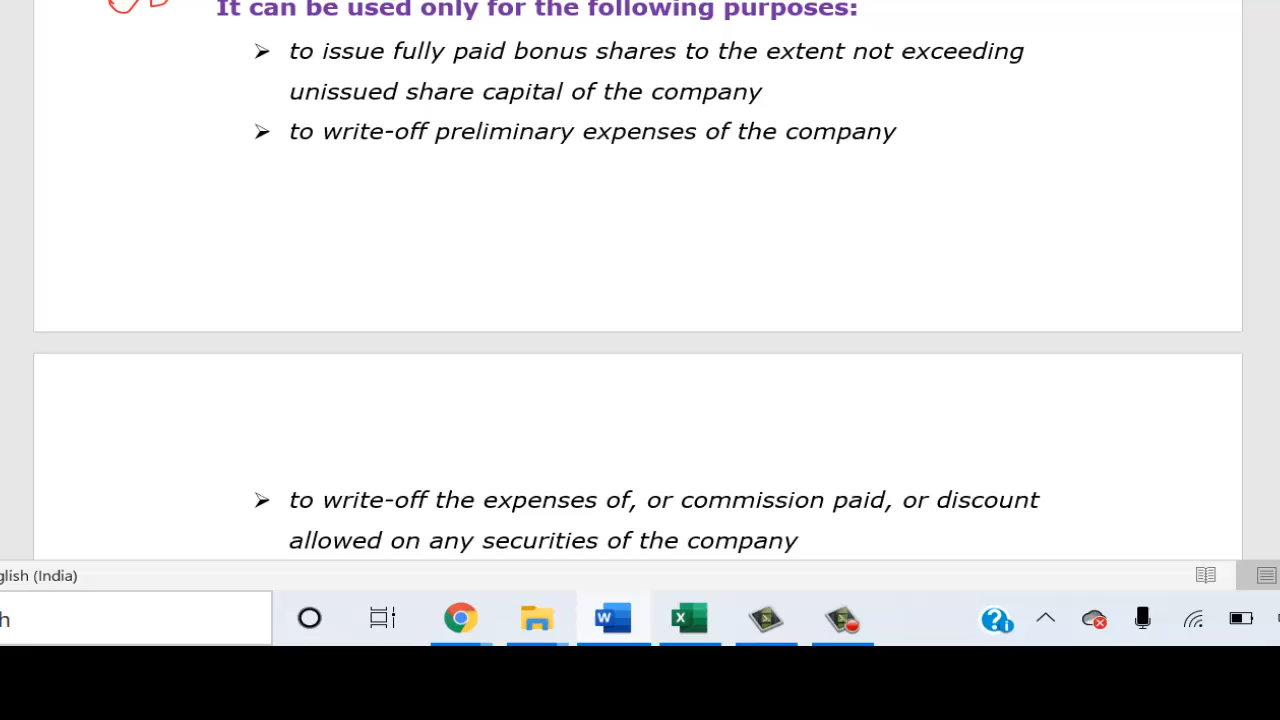 It can be used only for the following purposes:
➢ to issue fully paid bonus shares to the extent not exceeding
unissued share capital of the company
➢ to write-off preliminary expenses of the company
➢ to write-off the expenses of, or commission paid, or discount
allowed on any securities of the company
glish (India)
h